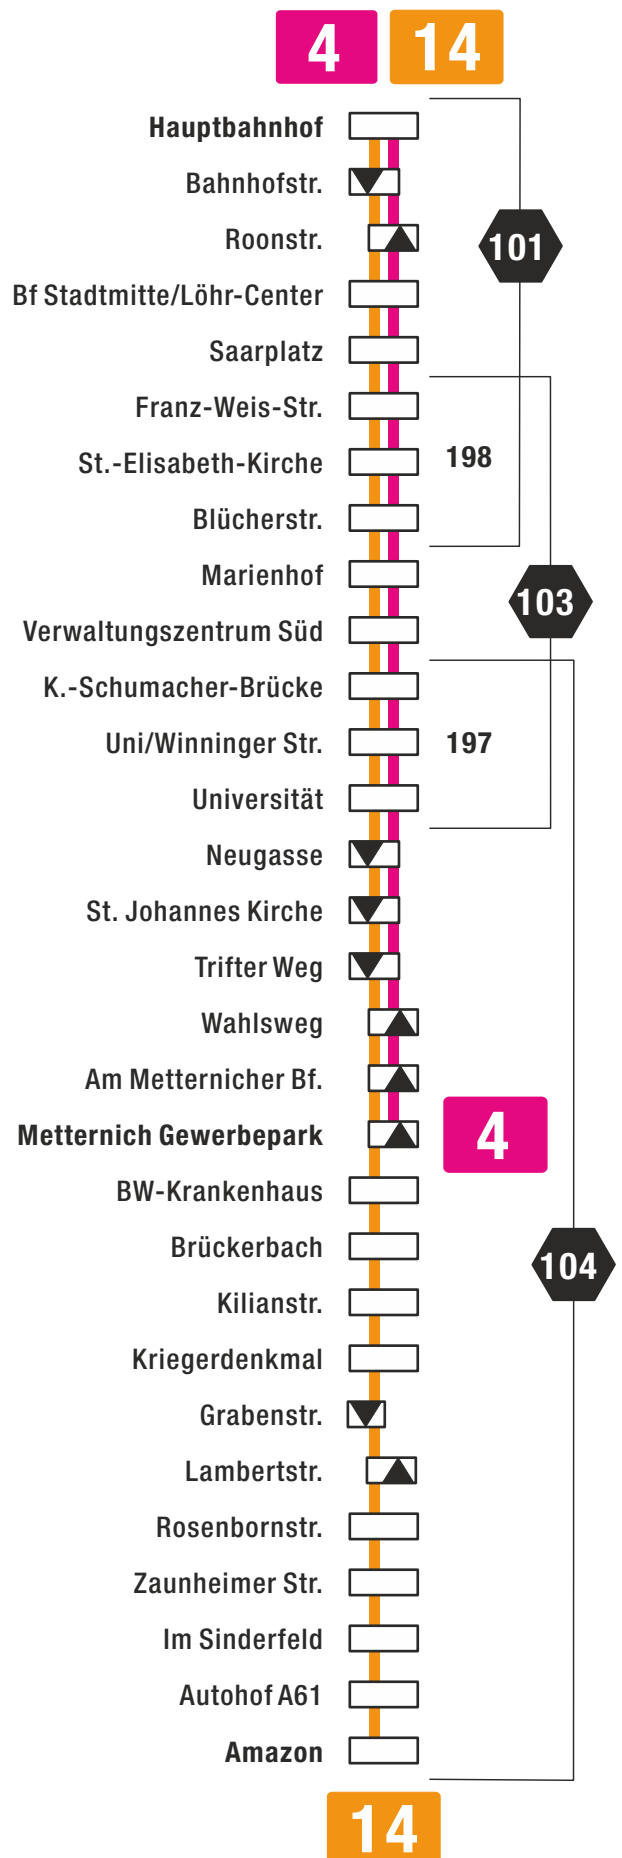 4 14
Hauptbahnhof
Bahnhofstr.
Roonstr.
101
Bf Stadtmitte/Löhr-Center
Saarplatz
Franz-Weis-Str.
St.-Elisabeth-Kirche 198
Blücherstr.
Marienhof
103
Verwaltungszentrum Süd
K.-Schumacher-Brücke
Uni/Winninger Str. 197
Universität
Neugasse
St. Johannes Kirche
Trifter Weg
Wahlsweg
Am Metternicher Bf.
Metternich Gewerbepark 4
BW-Krankenhaus
Brückerbach
104
Kilianstr.
Kriegerdenkmal
Grabenstr.
Lambertstr.
Rosenbornstr.
Zaunheimer Str.
Im Sinderfeld
Autohof A61
Amazon
14